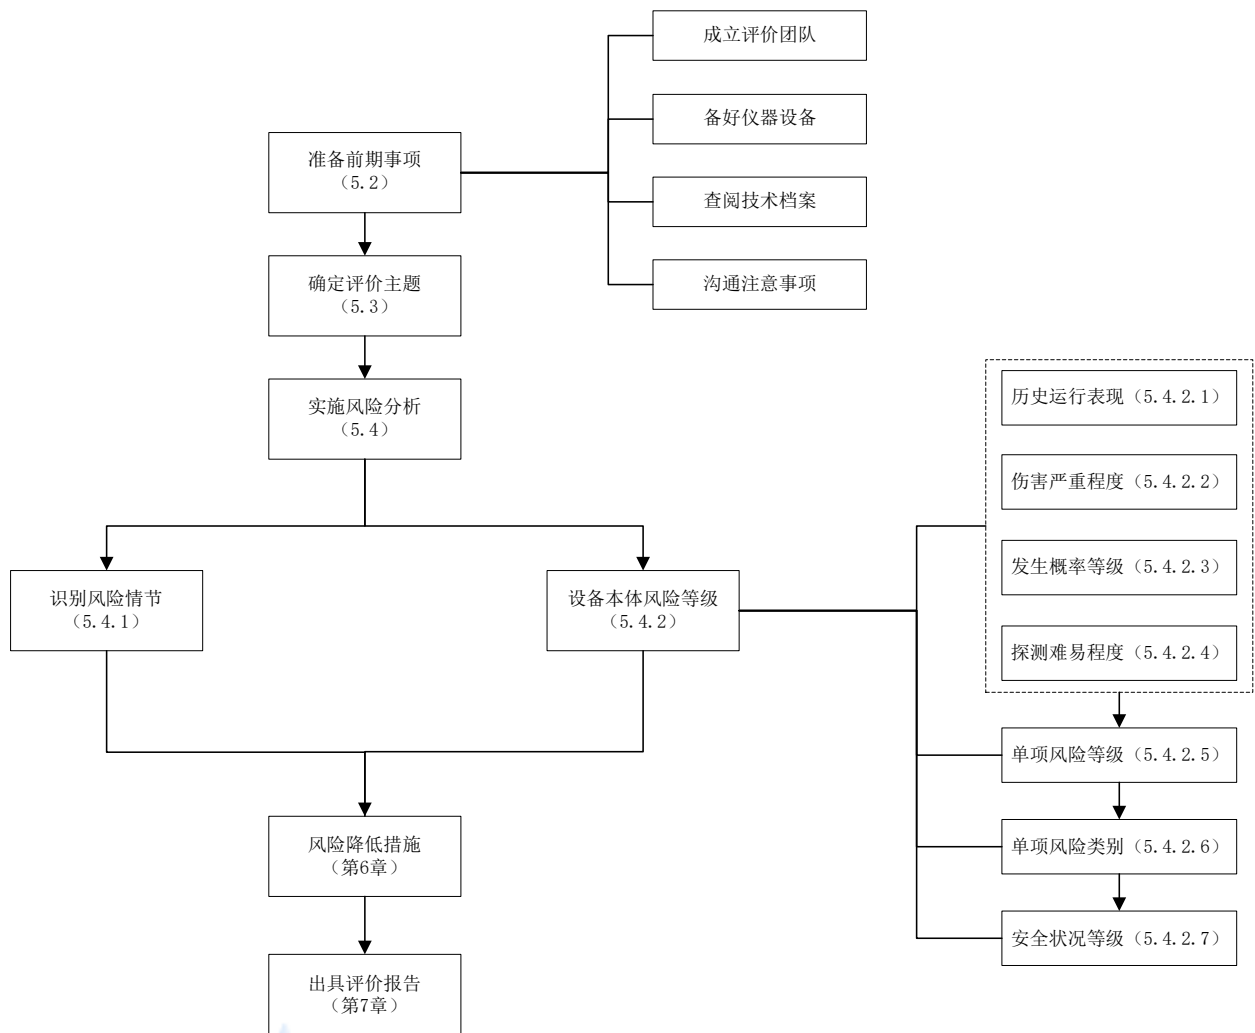 成立评价团队
备好仪器设备
准备前期事项
（5.2）
查阅技术档案
确定评价主题
（5.3）
沟通注意事项
实施风险分析
（5.4）
历史运行表现（5.4.2.1）
伤害严重程度（5.4.2.2）
发生概率等级（5.4.2.3）
识别风险情节
（5.4.1）
设备本体风险等级
（5.4.2）
探测难易程度（5.4.2.4）
单项风险等级（5.4.2.5）
风险降低措施
（第6章）
单项风险类别（5.4.2.6）
安全状况等级（5.4.2.7）
出具评价报告
（第7章）